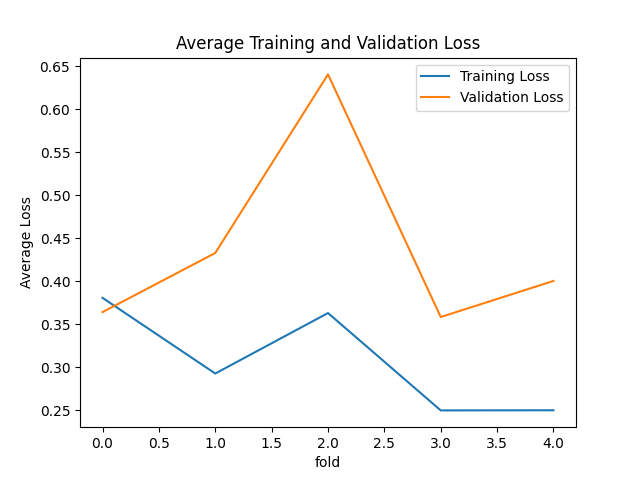 Average Training and Validation Loss
Training Loss
Validation Loss
0.65
0.60
0.55
0.50
0.45
0.40
0.35
0.30
0.25
Average Loss
0.0 0.5 1.0 1.5 2.0 2.5 3.0 3.5 4.0
fold